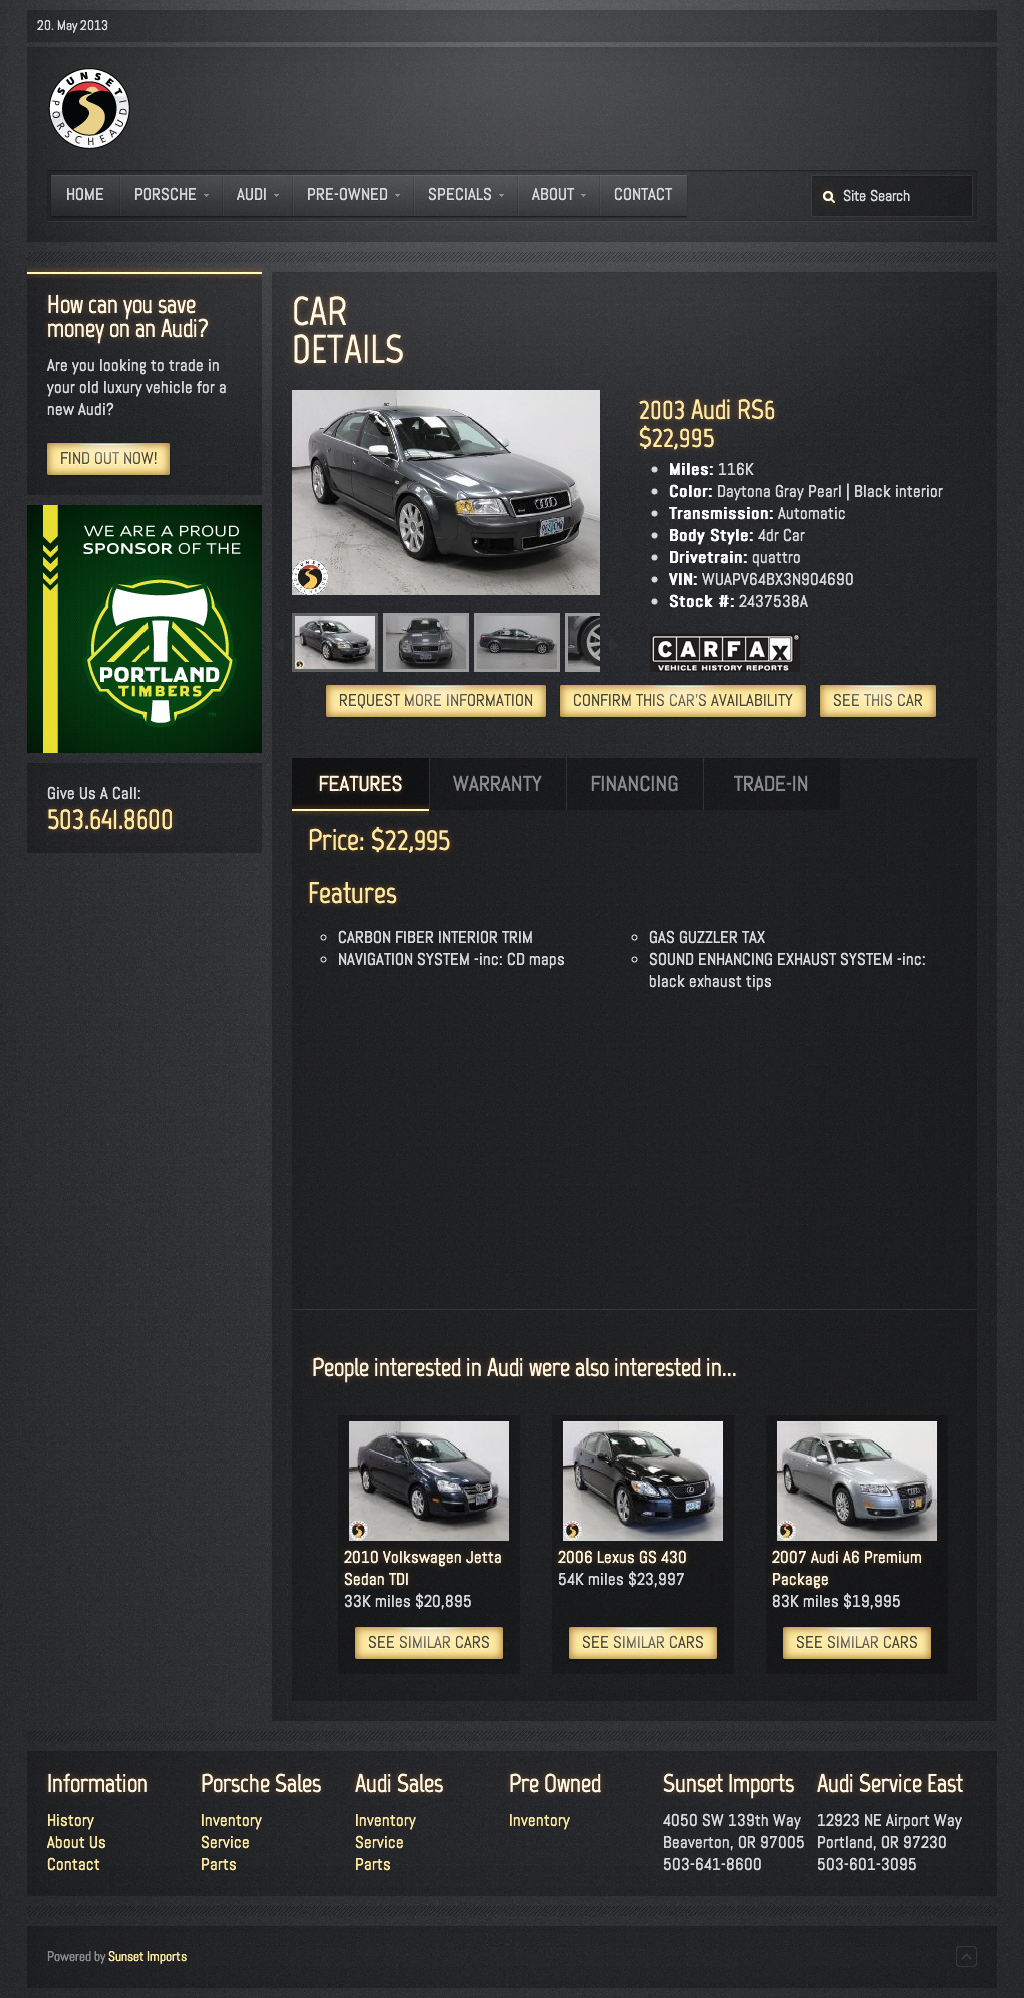 20. May 2013
SUNSET
PORSCHEAUDI
HOME
PORSCHE
AUDI
PRE-OWNED
SPECIALS
ABOUT
CONTACT
Site Search
How can you save
money on an Audi?
Are you looking to trade in
your old luxury vehicle for a
new Audi?
FIND OUT NOW!
WE ARE A PROUD
SPONSOR OF THE
PORTLAND
TIMBERS
Give Us A Call:
503.641.8600
CAR
DETAILS
2003 Audi RS6
$22,995
Miles: 116K
Color: Daytona Gray Pearl | Black interior
Transmission: Automatic
Body Style: 4dr Car
Drivetrain: quattro
VIN: WUAPV64BX3N904690
Stock #: 2437538A
CARFAX
VEHICLE HISTORY REPORTS
REQUEST MORE INFORMATION
CONFIRM THIS CAR'S AVAILABILITY
SEE THIS CAR
FEATURES
WARRANTY
FINANCING
TRADE-IN
Price: $22,995
Features
CARBON FIBER INTERIOR TRIM
NAVIGATION SYSTEM -inc: CD maps
GAS GUZZLER TAX
SOUND ENHANCING EXHAUST SYSTEM -inc:
black exhaust tips
People interested in Audi were also interested in...
2010 Volkswagen Jetta
Sedan TDI
33K miles $20,895
SEE SIMILAR CARS
2006 Lexus GS 430
54K miles $23,997
SEE SIMILAR CARS
2007 Audi A6 Premium
Package
83K miles $19,995
SEE SIMILAR CARS
Information
History
About Us
Contact
Porsche Sales
Inventory
Service
Parts
Audi Sales
Inventory
Service
Parts
Pre Owned
Inventory
Sunset Imports
4050 SW 139th Way
Beaverton, OR 97005
503-641-8600
Audi Service East
12923 NE Airport Way
Portland, OR 97230
503-601-3095
Powered by Sunset Imports